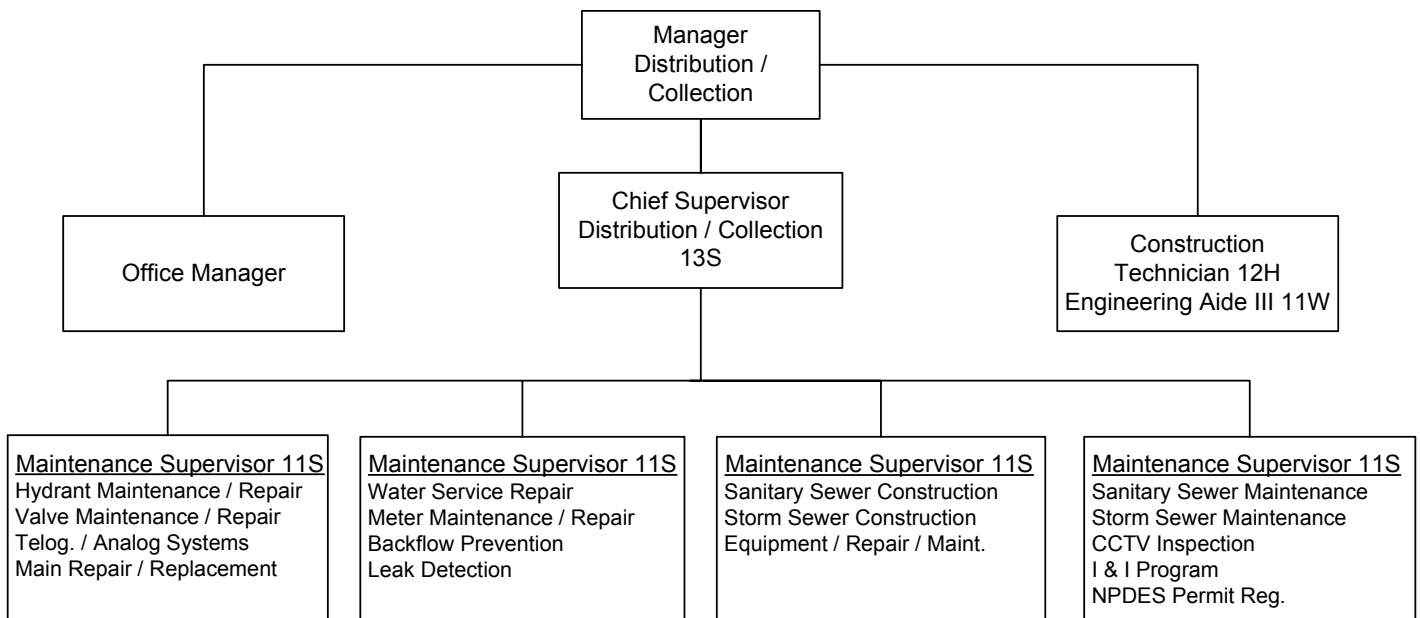 Manager
Distribution /
Collection
Office Manager
Chief Supervisor
Distribution / Collection
13S
Construction
Technician 12H
Engineering Aide III 11W
Maintenance Supervisor 11S
Hydrant Maintenance / Repair
Valve Maintenance / Repair
Telog. / Analog Systems
Main Repair / Replacement
Maintenance Supervisor 11S
Water Service Repair
Meter Maintenance / Repair
Backflow Prevention
Leak Detection
Maintenance Supervisor 11S
Sanitary Sewer Construction
Storm Sewer Construction
Equipment / Repair / Maint.
Maintenance Supervisor 11S
Sanitary Sewer Maintenance
Storm Sewer Maintenance
CCTV Inspection
I & I Program
NPDES Permit Reg.